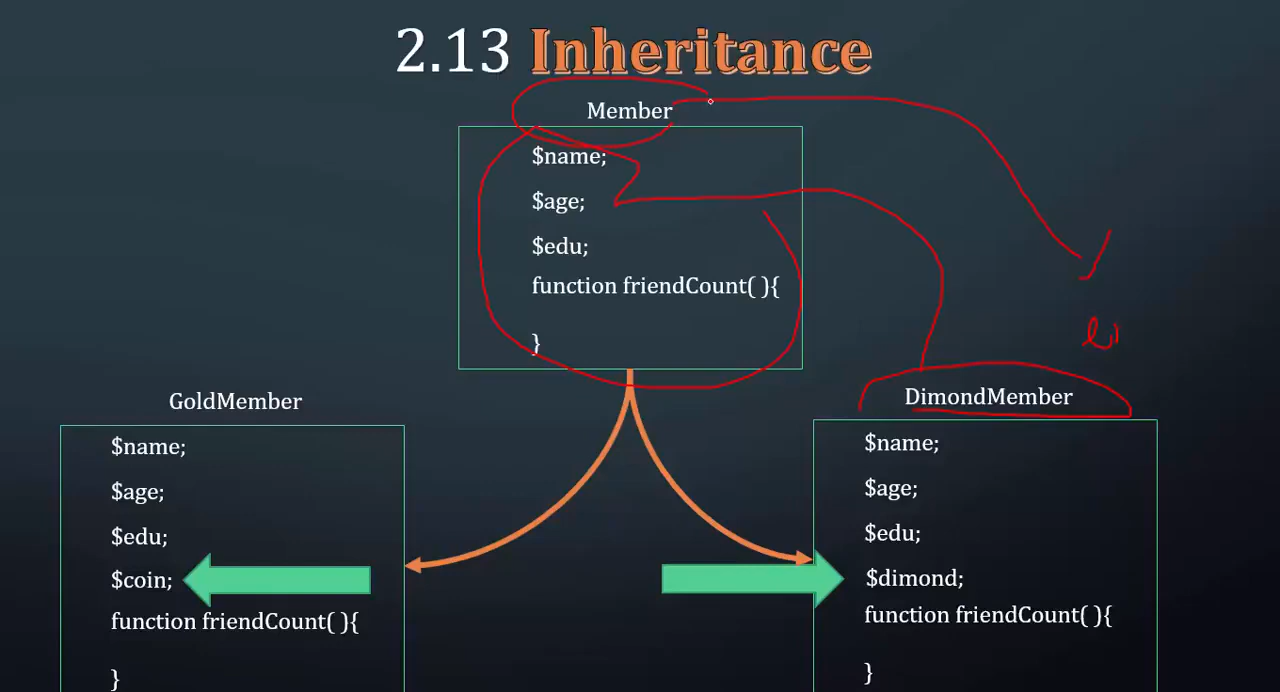 2.13 Inheritance
Member
$name;
$age;
$edu;
function friendCount( ){
}
GoldMember
$name;
$age;
$edu;
$coin;
function friendCount( ){
}
DimondMember
$name;
$age;
$edu;
$dimond;
function friendCount( ){
}